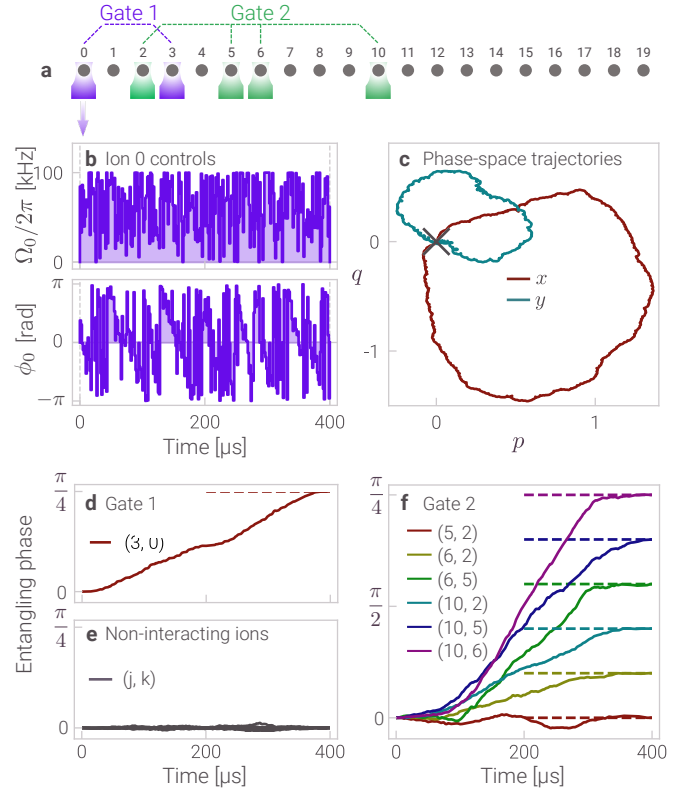 Gate 1 Gate 2
0 1 2 3 4 5 6 7 8 9 10 11 12 13 14 15 16 17 18 19
a
b Ion 0 controls
100
0
Ω₀/2π [kHz]
π
0
−π
ϕ₀ [rad]
0 200 400
Time [µs]
c Phase-space trajectories
0
-1
q
x
y
0 1
p
Entangling phase
π/4
0
d Gate 1
(3, 0)
π/4
0
e Non-interacting ions
(j, k)
0 200 400
Time [µs]
f Gate 2
π/4
π/2
0
(5, 2)
(6, 2)
(6, 5)
(10, 2)
(10, 5)
(10, 6)
0 200 400
Time [µs]